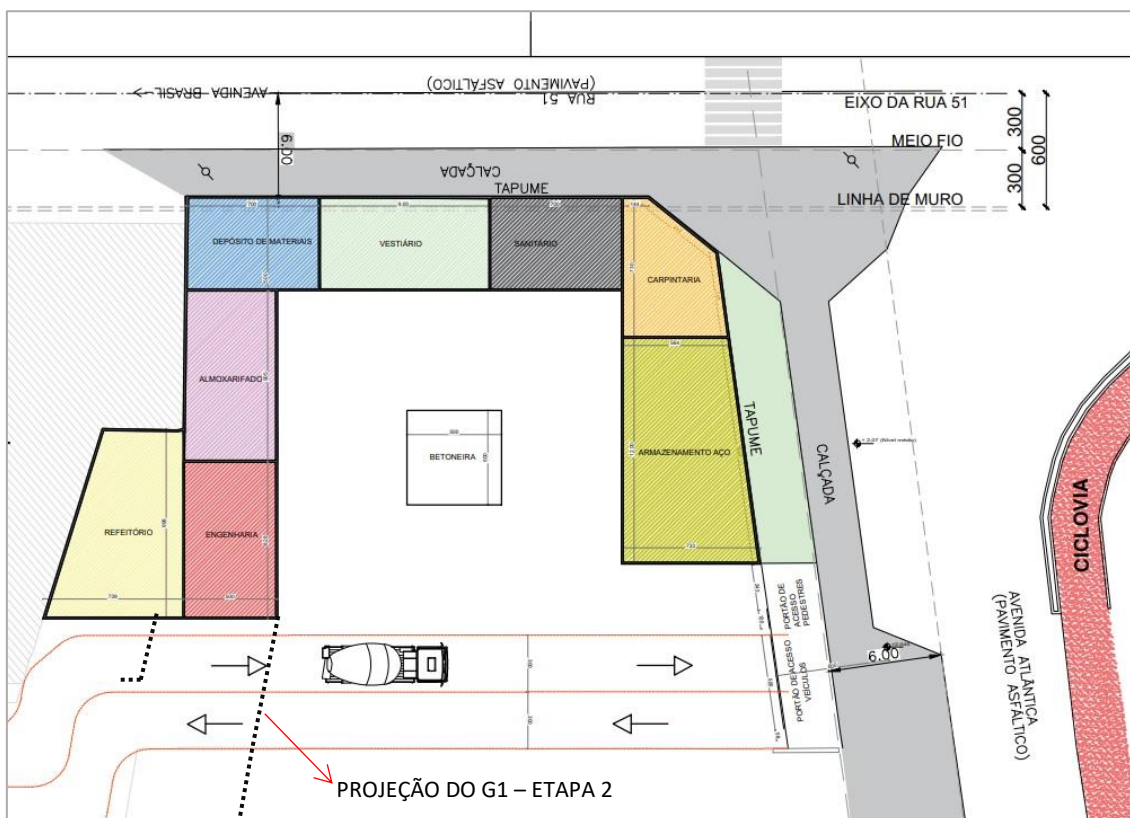 AVENIDA BRASIL ->
RUA 51
(PAVIMENTO ASFÁLTICO)
EIXO DA RUA 51
MEIO FIO
LINHA DE MURO
300
300
600
6.00
CALÇADA
TAPUME
DEPÓSITO DE MATERIAIS
VESTIÁRIO
SANITÁRIO
CARPINTARIA
ALMOXARIFADO
ARMAZENAMENTO AÇO
TAPUME
CALÇADA
BETONEIRA
REFEITÓRIO
ENGENHARIA
CICLOVIA
PORTÃO DE
ACESSO
PEDESTRES
PORTÃO DE ACESSO
VEÍCULOS
6.00
AVENIDA ATLÂNTICA
(PAVIMENTO ASFÁLTICO)
PROJEÇÃO DO G1 – ETAPA 2